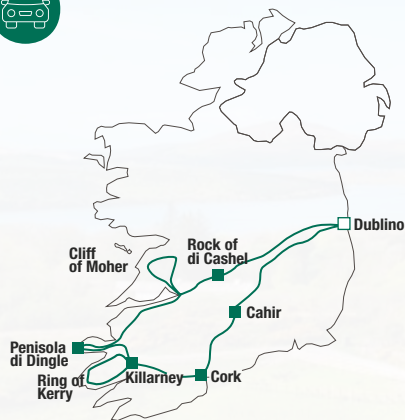 Dublino
Rock of
di Cashel
Cliff
of Moher
Cahir
Penisola
di Dingle
Ring of
Kerry
Killarney
Cork